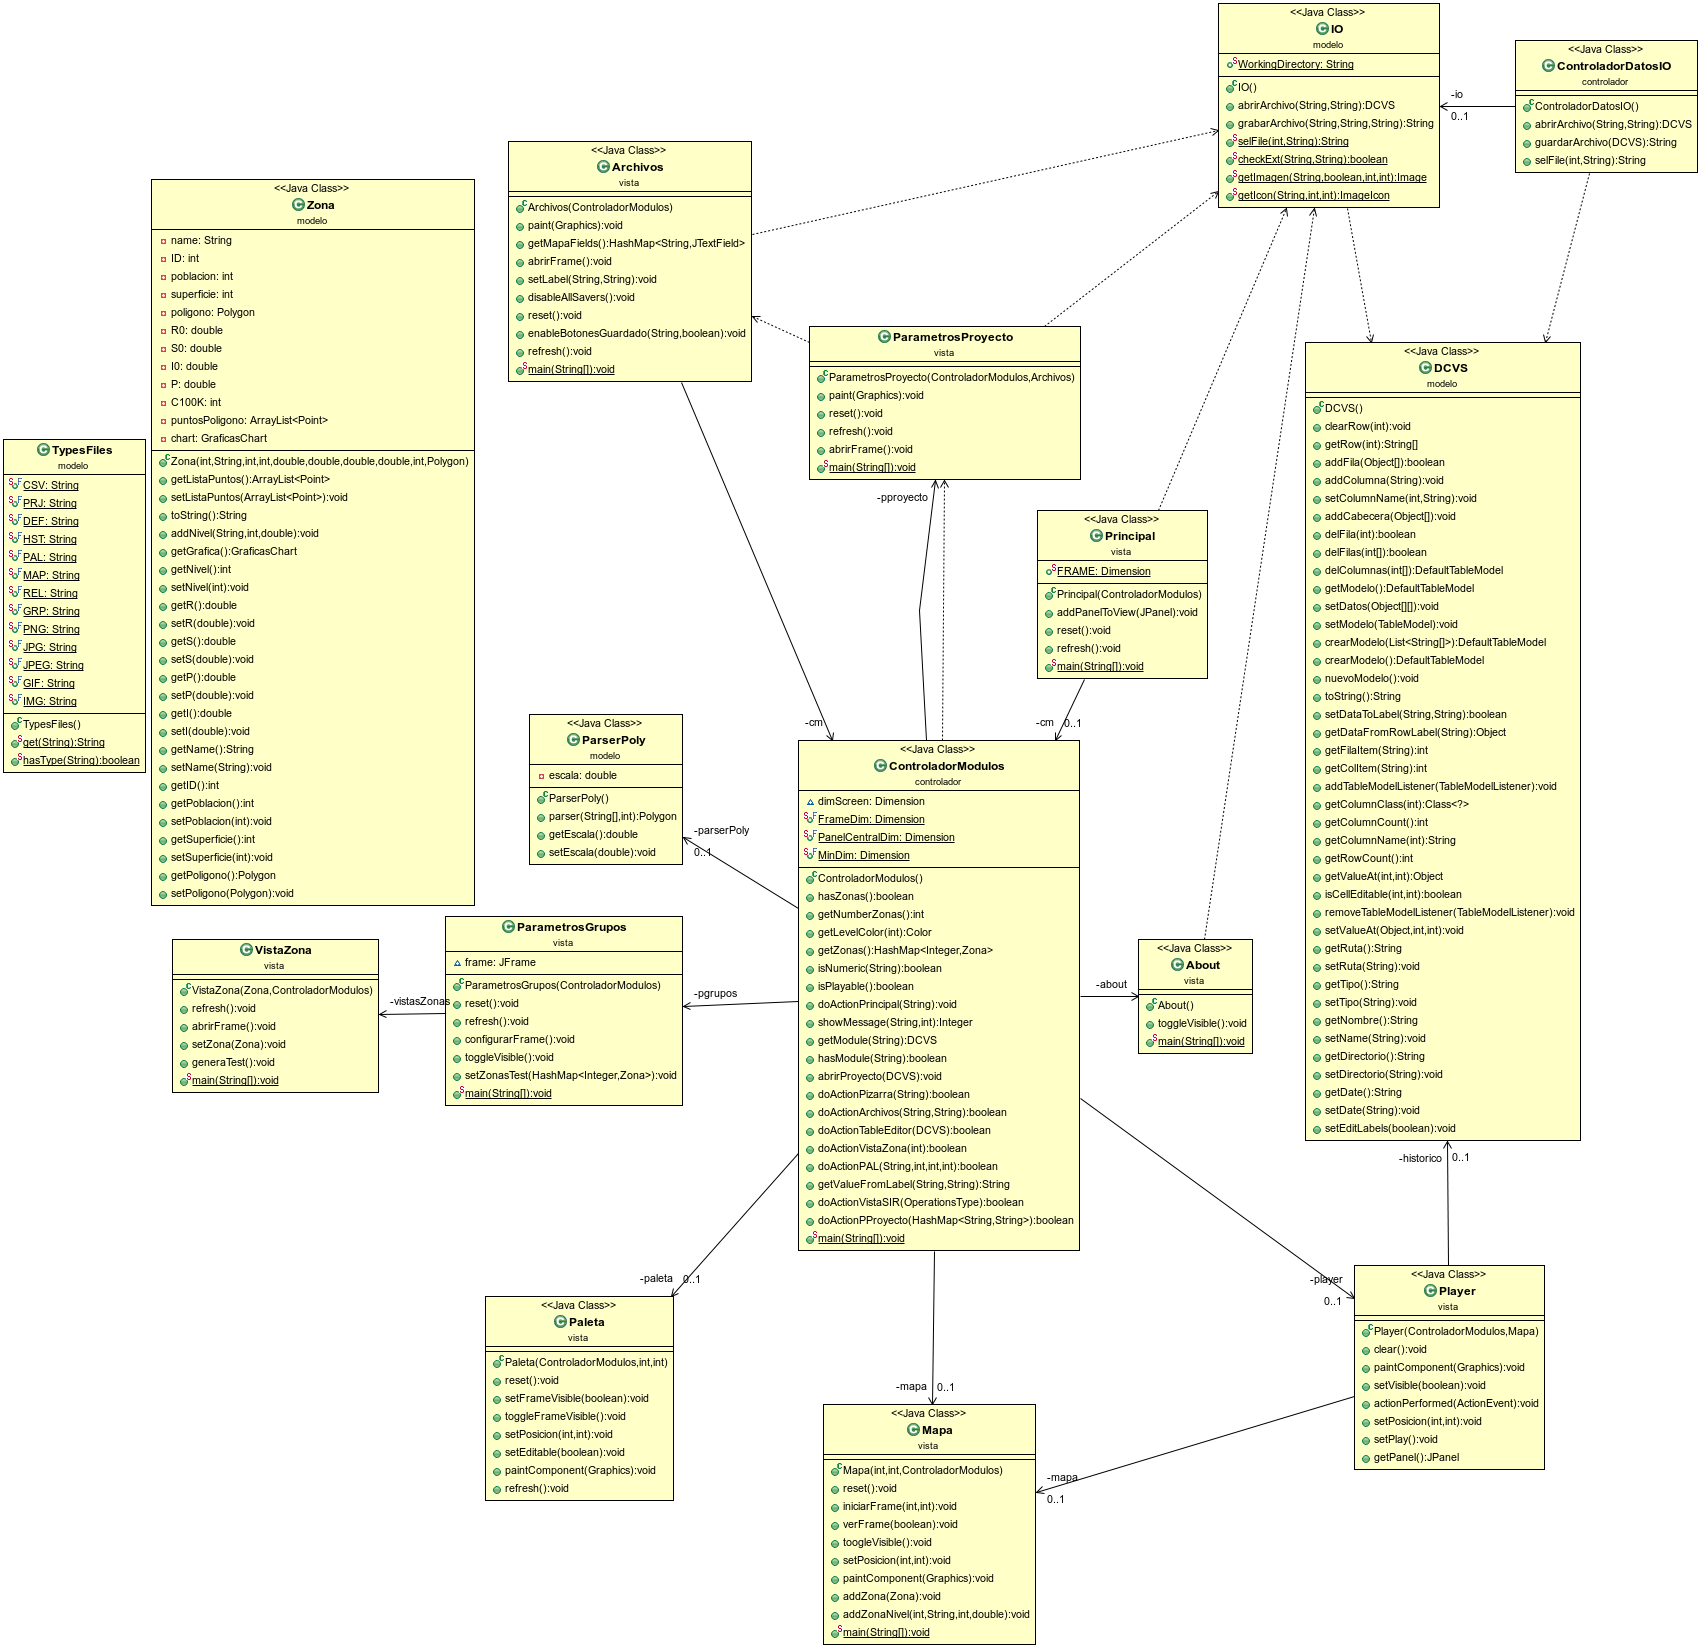 <<Java Class>>
IO
modelo
WorkingDirectory: String
IO()
abrirArchivo(String,String):DCVS
grabarArchivo(String,String,String):String
selFile(int,String):String
checkExt(String,String):boolean
getImagen(String,boolean,int,int):Image
getIcon(String,int,int):ImageIcon
-io
0..1
<<Java Class>>
ControladorDatosIO
controlador
ControladorDatosIO()
abrirArchivo(String,String):DCVS
guardarArchivo(DCVS):String
selFile(int,String):String
<<Java Class>>
Archivos
vista
Archivos(ControladorModulos)
paint(Graphics):void
getMapaFields():HashMap<String,JTextField>
abrirFrame():void
setLabel(String,String):void
disableAllSavers():void
reset():void
enableBotonesGuardado(String,boolean):void
refresh():void
main(String[]):void
<<Java Class>>
Zona
modelo
name: String
ID: int
poblacion: int
superficie: int
poligono: Polygon
R0: double
S0: double
I0: double
P: double
C100K: int
puntosPoligono: ArrayList<Point>
chart: GraficasChart
Zona(int,String,int,int,double,double,double,double,int,Polygon)
getListaPuntos():ArrayList<Point>
setListaPuntos(ArrayList<Point>):void
toString():String
addNivel(String,int,double):void
getGrafica():GraficasChart
getNivel():int
setNivel(int):void
getR():double
setR(double):void
getS():double
setS(double):void
getP():double
setP(double):void
getI():double
setI(double):void
getName():String
setName(String):void
getID():int
getPoblacion():int
setPoblacion(int):void
getSuperficie():int
setSuperficie(int):void
getPoligono():Polygon
setPoligono(Polygon):void
<<Java Class>>
ParametrosProyecto
vista
ParametrosProyecto(ControladorModulos,Archivos)
paint(Graphics):void
reset():void
refresh():void
abrirFrame():void
main(String[]):void
-pproyecto
<<Java Class>>
DCVS
modelo
DCVS()
clearRow(int):void
getRow(int):String[]
addFila(Object[]):boolean
addColumna(String):void
setColumnName(int,String):void
addCabecera(Object[]):void
delFila(int):boolean
delFilas(int[]):boolean
delColumnas(int[]):DefaultTableModel
getModelo():DefaultTableModel
setDatos(Object[][]):void
setModelo(TableModel):void
crearModelo(List<String[]>):DefaultTableModel
crearModelo():DefaultTableModel
nuevoModelo():void
toString():String
setDataToLabel(String,String):boolean
getDataFromRowLabel(String):Object
getFilaItem(String):int
getColItem(String):int
addTableModelListener(TableModelListener):void
getColumnClass(int):Class<?>
getColumnCount():int
getColumnName(int):String
getRowCount():int
getValueAt(int,int):Object
isCellEditable(int,int):boolean
removeTableModelListener(TableModelListener):void
setValueAt(Object,int,int):void
getRuta():String
setRuta(String):void
getTipo():String
setTipo(String):void
getNombre():String
setName(String):void
getDirectorio():String
setDirectorio(String):void
getDate():String
setDate(String):void
setEditLabels(boolean):void
-historico
0..1
<<Java Class>>
TypesFiles
modelo
CSV: String
PRJ: String
DEF: String
HST: String
PAL: String
MAP: String
REL: String
GRP: String
PNG: String
JPG: String
JPEG: String
GIF: String
IMG: String
TypesFiles()
get(String):String
hasType(String):boolean
<<Java Class>>
Principal
vista
FRAME: Dimension
Principal(ControladorModulos)
addPanelToView(JPanel):void
reset():void
refresh():void
main(String[]):void
-cm
-cm
0..1
<<Java Class>>
ParserPoly
modelo
escala: double
ParserPoly()
parser(String[],int):Polygon
getEscala():double
setEscala(double):void
-parserPoly
0..1
<<Java Class>>
ControladorModulos
controlador
dimScreen: Dimension
FrameDim: Dimension
PanelCentralDim: Dimension
MinDim: Dimension
ControladorModulos()
hasZonas():boolean
getNumberZonas():int
getLevelColor(int):Color
getZonas():HashMap<Integer,Zona>
isNumeric(String):boolean
isPlayable():boolean
doActionPrincipal(String):void
showMessage(String,int):Integer
getModule(String):DCVS
hasModule(String):boolean
abrirProyecto(DCVS):void
doActionPizarra(String):boolean
doActionArchivos(String,String):boolean
doActionTableEditor(DCVS):boolean
doActionVistaZona(int):boolean
doActionPAL(String,int,int,int):boolean
getValueFromLabel(String,String):String
doActionVistaSIR(OperationsType):boolean
doActionPProyecto(HashMap<String,String>):boolean
main(String[]):void
<<Java Class>>
VistaZona
vista
VistaZona(Zona,ControladorModulos)
refresh():void
abrirFrame():void
setZona(Zona):void
generaTest():void
main(String[]):void
-vistasZonas
<<Java Class>>
ParametrosGrupos
vista
frame: JFrame
ParametrosGrupos(ControladorModulos)
reset():void
refresh():void
configurarFrame():void
toggleVisible():void
setZonasTest(HashMap<Integer,Zona>):void
main(String[]):void
-pgrupos
-about
<<Java Class>>
About
vista
About()
toggleVisible():void
main(String[]):void
-paleta
0..1
<<Java Class>>
Paleta
vista
Paleta(ControladorModulos,int,int)
reset():void
setFrameVisible(boolean):void
toggleFrameVisible():void
setPosicion(int,int):void
setEditable(boolean):void
paintComponent(Graphics):void
refresh():void
-player
0..1
<<Java Class>>
Player
vista
Player(ControladorModulos,Mapa)
clear():void
paintComponent(Graphics):void
setVisible(boolean):void
actionPerformed(ActionEvent):void
setPosicion(int,int):void
setPlay():void
getPanel():JPanel
-mapa
0..1
-mapa
0..1
<<Java Class>>
Mapa
vista
Mapa(int,int,ControladorModulos)
reset():void
iniciarFrame(int,int):void
verFrame(boolean):void
toogleVisible():void
setPosicion(int,int):void
paintComponent(Graphics):void
addZona(Zona):void
addZonaNivel(int,String,int,double):void
main(String[]):void